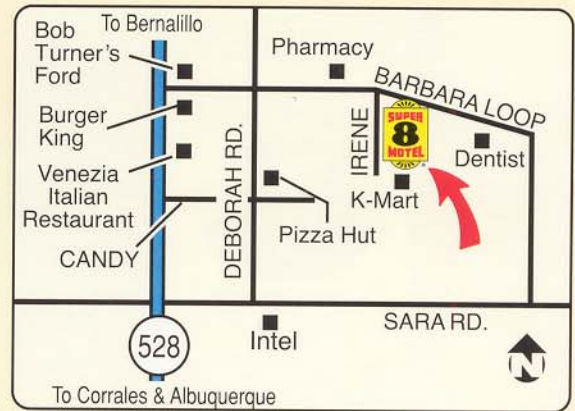 To Bernalillo
Bob
Turner's
Ford
Pharmacy
BARBARA LOOP
Burger
King
IRENE
SUPER
8
MOTEL
Dentist
Venezia
Italian
Restaurant
DEBORAH RD.
K-Mart
Pizza Hut
CANDY
SARA RD.
528
Intel
N
To Corrales & Albuquerque